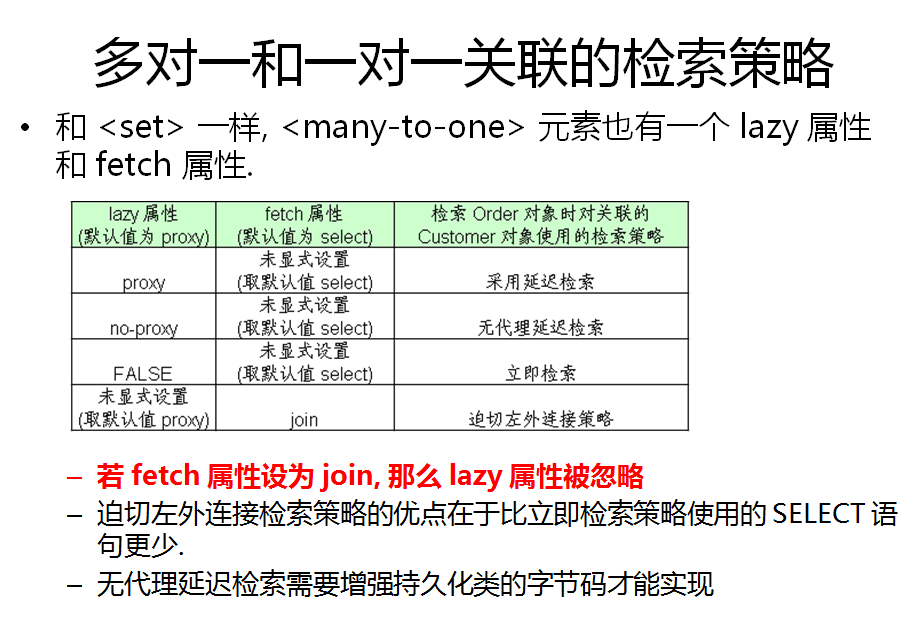 多对一和一对一关联的检索策略
• 和 <set> 一样, <many-to-one> 元素也有一个 lazy 属性
和 fetch 属性.
lazy 属性
(默认值为 proxy)
fetch 属性
(默认值为 select)
检索 Order 对象时对关联的
Customer 对象使用的检索策略
proxy
未显式设置
(取默认值 select)
采用延迟检索
no-proxy
未显式设置
(取默认值 select)
无代理延迟检索
FALSE
未显式设置
(取默认值 select)
立即检索
未显式设置
(取默认值 proxy)
join
迫切左外连接策略
– 若 fetch 属性设为 join, 那么 lazy 属性被忽略
– 迫切左外连接检索策略的优点在于比立即检索策略使用的 SELECT 语
句更少.
– 无代理延迟检索需要增强持久化类的字节码才能实现